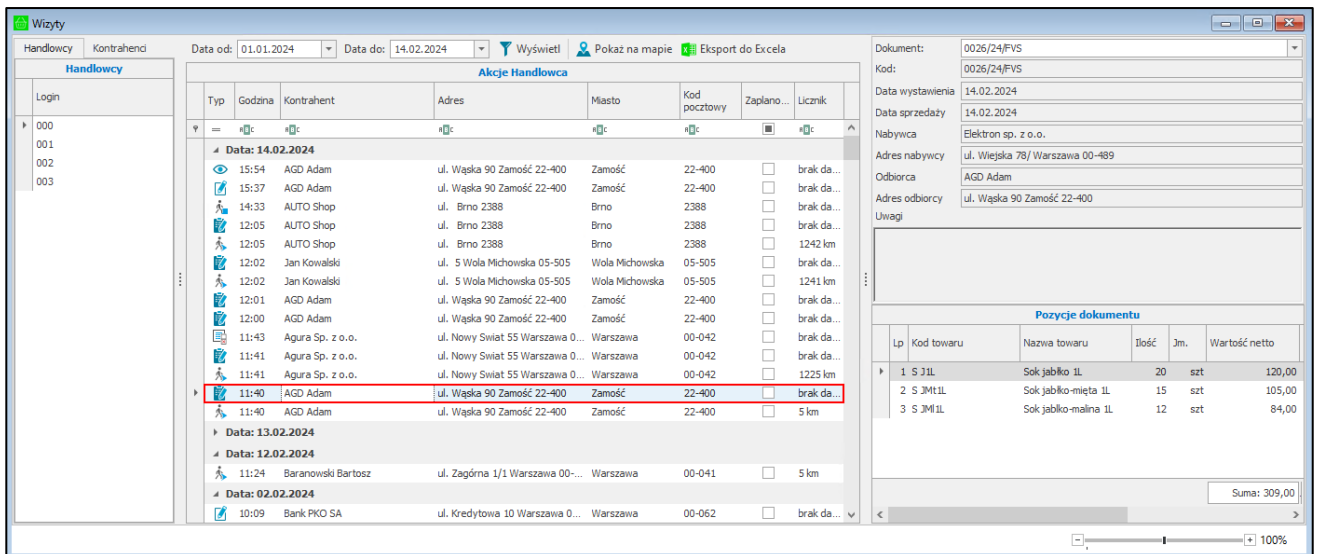 Wizyty
Handlowcy Kontrahenci
Data od: 01.01.2024 Data do: 14.02.2024 Wyświetl Pokaż na mapie Eksport do Excela
Handlowcy
Login
000
001
002
003
Akcje Handlowca
Typ Godzina Kontrahent Adres Miasto Kod pocztowy Zaplano... Licznik
Data: 14.02.2024
15:54 AGD Adam ul. Wąska 90 Zamość 22-400 Zamość 22-400 brak da...
15:37 AGD Adam ul. Wąska 90 Zamość 22-400 Zamość 22-400 brak da...
14:33 AUTO Shop ul. Brno 2388 Brno 2388 brak da...
12:05 AUTO Shop ul. Brno 2388 Brno 2388 brak da...
12:05 AUTO Shop ul. Brno 2388 Brno 2388 1242 km
12:02 Jan Kowalski ul. 5 Wola Michowska 05-505 Wola Michowska 05-505 brak da...
12:02 Jan Kowalski ul. 5 Wola Michowska 05-505 Wola Michowska 05-505 1241 km
12:01 AGD Adam ul. Wąska 90 Zamość 22-400 Zamość 22-400 brak da...
12:00 AGD Adam ul. Wąska 90 Zamość 22-400 Zamość 22-400 brak da...
11:43 Agura Sp. z o.o. ul. Nowy Swiat 55 Warszawa 0... Warszawa 00-042 brak da...
11:41 Agura Sp. z o.o. ul. Nowy Swiat 55 Warszawa 0... Warszawa 00-042 brak da...
11:41 Agura Sp. z o.o. ul. Nowy Swiat 55 Warszawa 0... Warszawa 00-042 1225 km
11:40 AGD Adam ul. Wąska 90 Zamość 22-400 Zamość 22-400 brak da...
11:40 AGD Adam ul. Wąska 90 Zamość 22-400 Zamość 22-400 5 km
Data: 13.02.2024
Data: 12.02.2024
11:24 Baranowski Bartosz ul. Zagórna 1/1 Warszawa 00-... Warszawa 00-041 5 km
Data: 02.02.2024
10:09 Bank PKO SA ul. Kredytowa 10 Warszawa 0... Warszawa 00-062 brak da...
Dokument: 0026/24/FVS
Kod: 0026/24/FVS
Data wystawienia 14.02.2024
Data sprzedaży 14.02.2024
Nabywca Elektron sp. z o.o.
Adres nabywcy ul. Wiejska 78/ Warszawa 00-489
Odbiorca AGD Adam
Adres odbiorcy ul. Wąska 90 Zamość 22-400
Uwagi
Pozycje dokumentu
Lp Kod towaru Nazwa towaru Ilość Jm. Wartość netto
1 S J1L Sok jabłko 1L 20 szt 120,00
2 S JMt1L Sok jabłko-mięta 1L 15 szt 105,00
3 S JMl1L Sok jabłko-malina 1L 12 szt 84,00
Suma: 309,00
100%